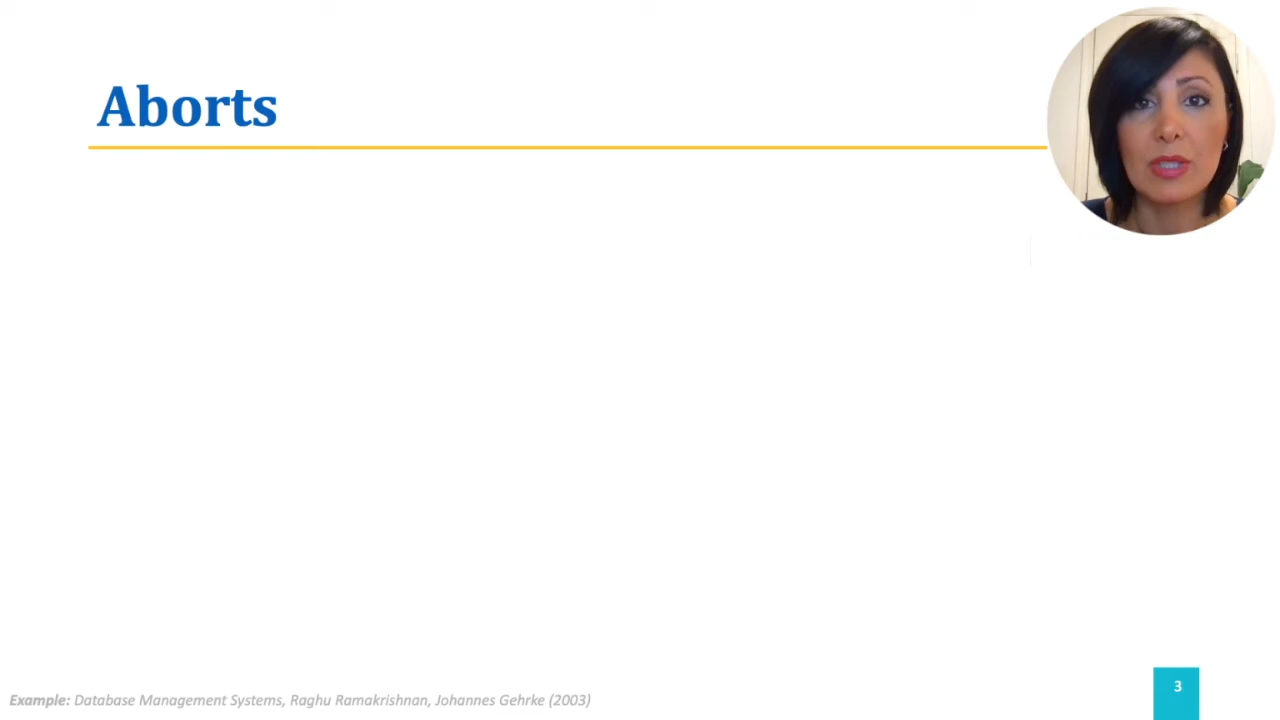 Aborts
Example: Database Management Systems, Raghu Ramakrishnan, Johannes Gehrke (2003)
3